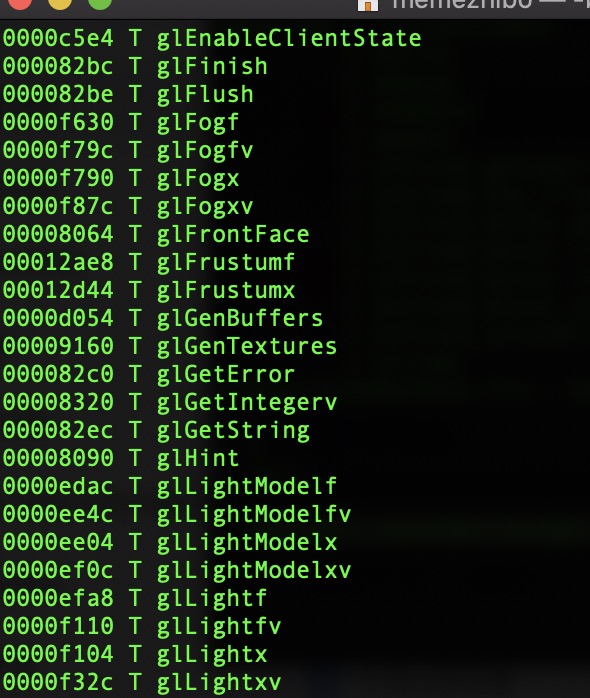 memezhibo — -b
0000c5e4 T glEnableClientState
000082bc T glFinish
000082be T glFlush
0000f630 T glFogf
0000f79c T glFogfv
0000f790 T glFogx
0000f87c T glFogxv
00008064 T glFrontFace
00012ae8 T glFrustumf
00012d44 T glFrustumx
0000d054 T glGenBuffers
00009160 T glGenTextures
000082c0 T glGetError
00008320 T glGetIntegerv
000082ec T glGetString
00008090 T glHint
0000edac T glLightModelf
0000ee4c T glLightModelfv
0000ee04 T glLightModelx
0000ef0c T glLightModelxv
0000efa8 T glLightf
0000f110 T glLightfv
0000f104 T glLightx
0000f32c T glLightxv